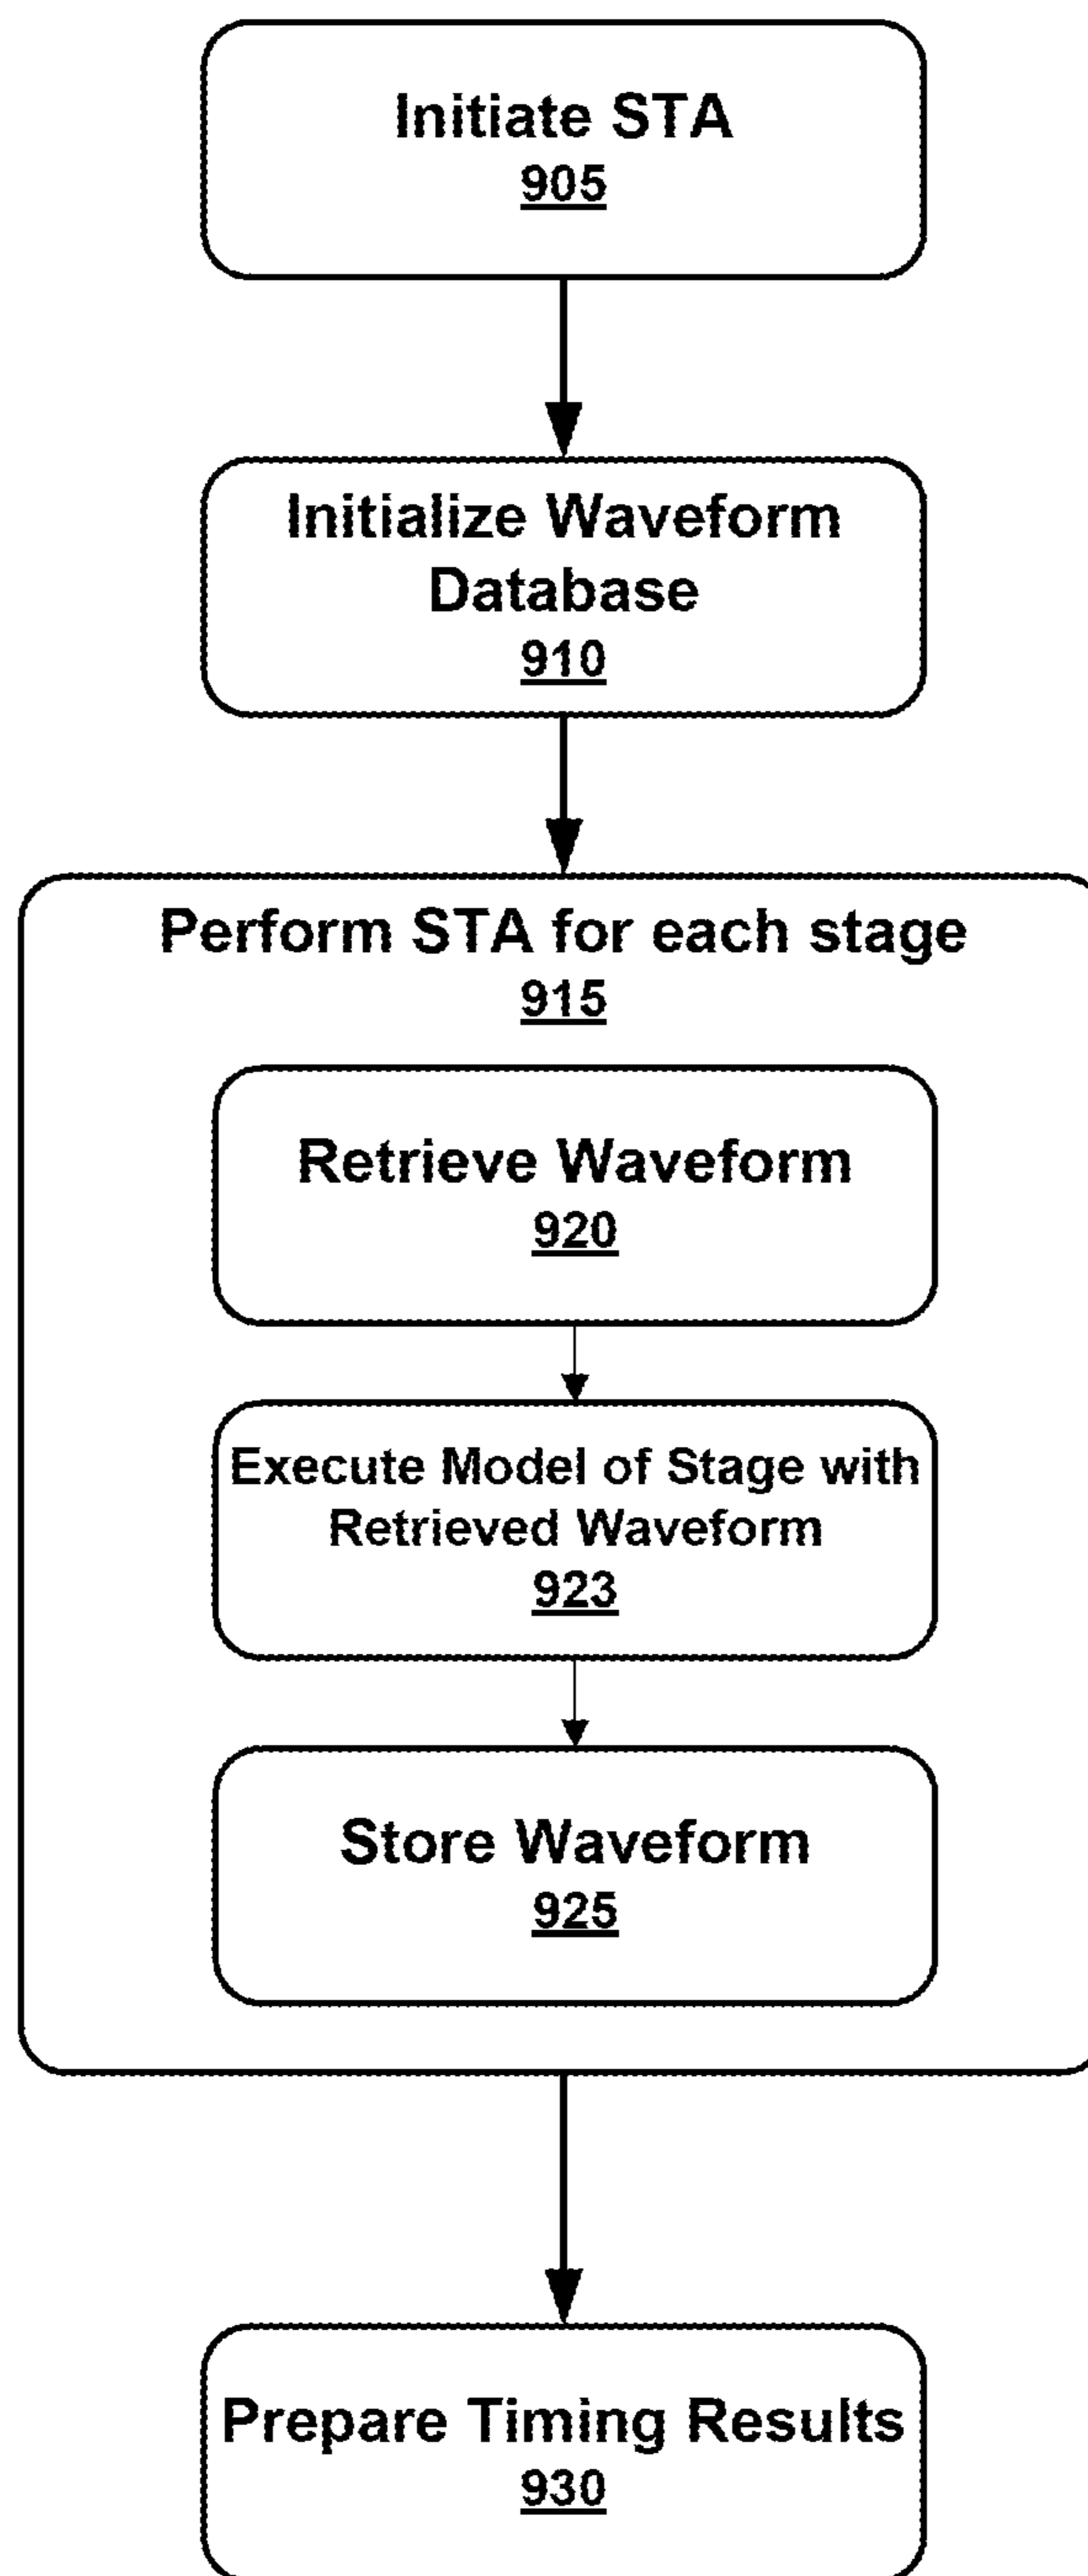 Initiate STA
905
Initialize Waveform
Database
910
Perform STA for each stage
915
Retrieve Waveform
920
Execute Model of Stage with
Retrieved Waveform
923
Store Waveform
925
Prepare Timing Results
930